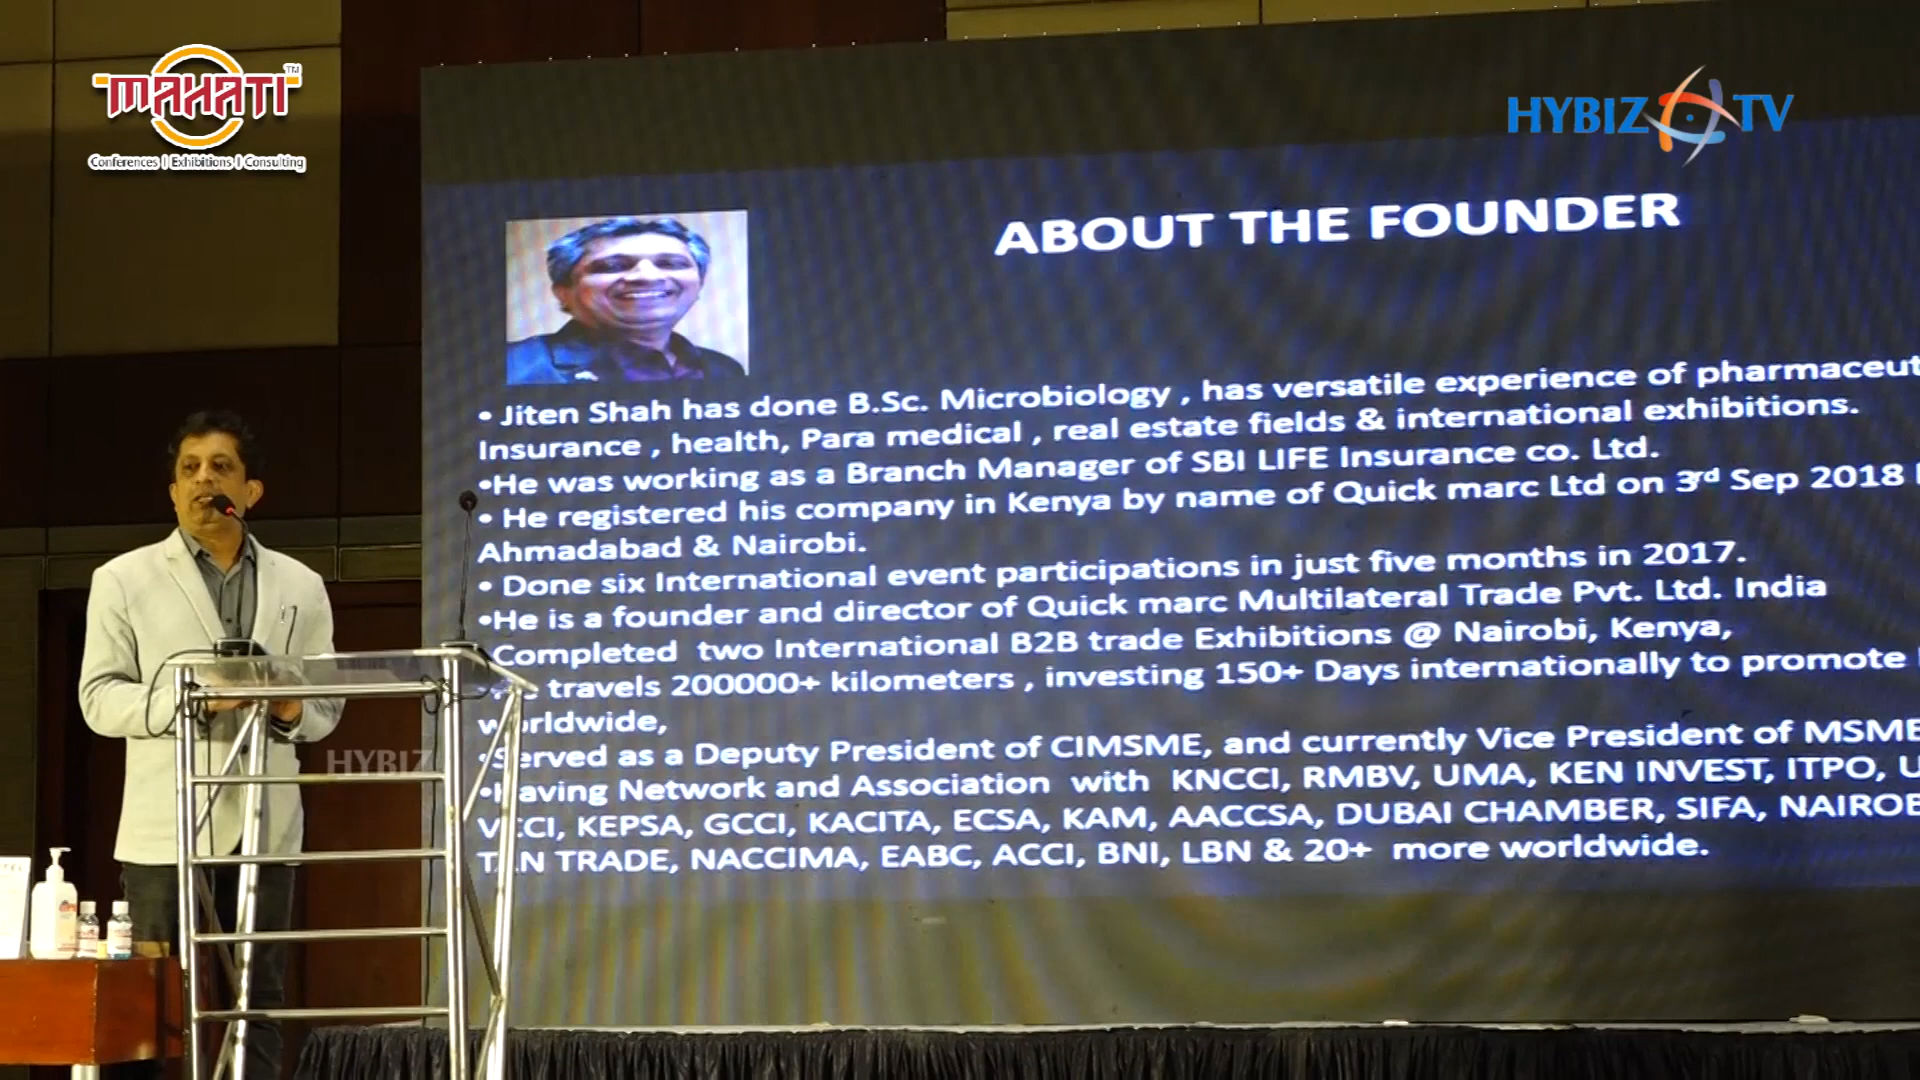 MAHATI™
Conferences | Exhibitions | Consulting
HYBIZ TV
ABOUT THE FOUNDER
• Jiten Shah has done B.Sc. Microbiology , has versatile experience of pharmaceut
Insurance , health, Para medical , real estate fields & international exhibitions.
•He was working as a Branch Manager of SBI LIFE Insurance co. Ltd.
• He registered his company in Kenya by name of Quick marc Ltd on 3rd Sep 2018
Ahmadabad & Nairobi.
• Done six International event participations in just five months in 2017.
•He is a founder and director of Quick marc Multilateral Trade Pvt. Ltd. India
Completed two International B2B trade Exhibitions @ Nairobi, Kenya,
travels 200000+ kilometers , investing 150+ Days internationally to promote
worldwide,
•Served as a Deputy President of CIMSME, and currently Vice President of MSME
•Having Network and Association with KNCCI, RMBV, UMA, KEN INVEST, ITPO, U
KEPSA, GCCI, KACITA, ECSA, KAM, AACCSA, DUBAI CHAMBER, SIFA, NAIROB
TAN TRADE, NACCIMA, EABC, ACCI, BNI, LBN & 20+ more worldwide.
HYBIZ